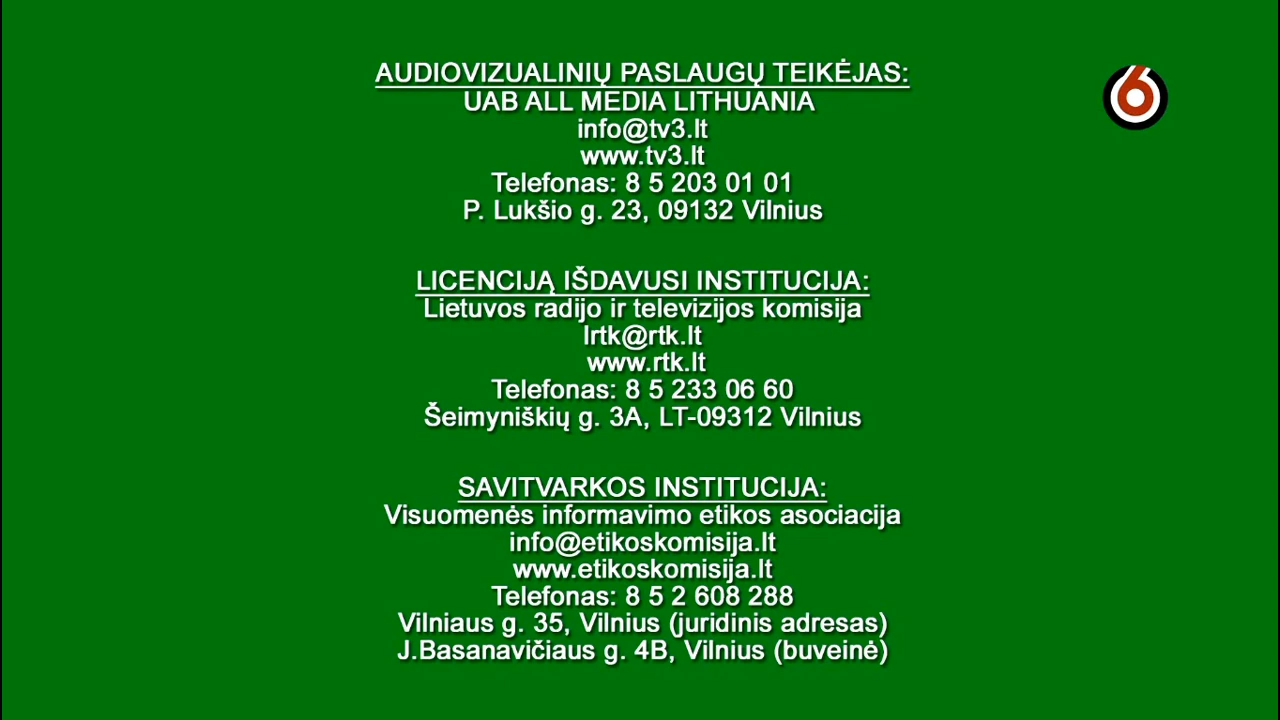 AUDIOVIZUALINIŲ PASLAUGŲ TEIKĖJAS:
UAB ALL MEDIA LITHUANIA
info@tv3.lt
www.tv3.lt
Telefonas: 8 5 203 01 01
P. Lukšio g. 23, 09132 Vilnius
LICENCIJĄ IŠDAVUSI INSTITUCIJA:
Lietuvos radijo ir televizijos komisija
lrtk@rtk.lt
www.rtk.lt
Telefonas: 8 5 233 06 60
Šeimyniškių g. 3A, LT-09312 Vilnius
SAVITVARKOS INSTITUCIJA:
Visuomenės informavimo etikos asociacija
info@etikoskomisija.lt
www.etikoskomisija.lt
Telefonas: 8 5 2 608 288
Vilniaus g. 35, Vilnius (juridinis adresas)
J.Basanavičiaus g. 4B, Vilnius (buveinė)
6